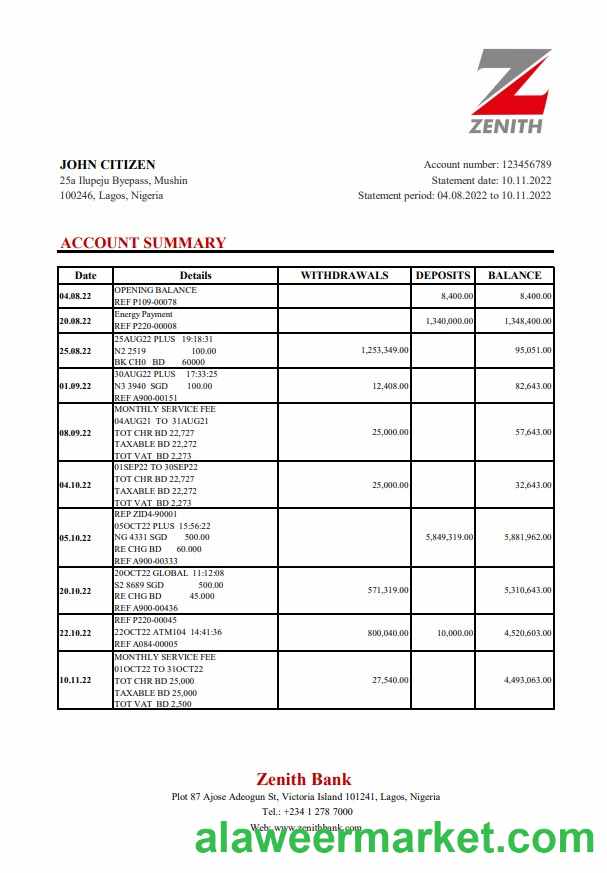 ZENITH
JOHN CITIZEN
25a Ilupeju Byepass, Mushin
100246, Lagos, Nigeria
Account number: 123456789
Statement date: 10.11.2022
Statement period: 04.08.2022 to 10.11.2022
ACCOUNT SUMMARY
Date Details WITHDRAWALS DEPOSITS BALANCE
04.08.22
OPENING BALANCE
REF P109-00078
8,400.00 8,400.00
20.08.22
Energy Payment
REF P220-00008
1,340,000.00 1,348,400.00
25.08.22
25AUG22 PLUS 19:18:31
N2 2519 100.00
BK CH0 BD 60000
1,253,349.00 95,051.00
01.09.22
30AUG22 PLUS 17:33:25
N3 3940 SGD 100.00
REF A900-00151
12,408.00 82,643.00
08.09.22
MONTHLY SERVICE FEE
04AUG21 TO 31AUG21
TOT CHR BD 22,727
TAXABLE BD 22,272
TOT VAT BD 2,273
25,000.00 57,643.00
04.10.22
01SEP22 TO 30SEP22
TOT CHR BD 22,727
TAXABLE BD 22,272
TOT VAT BD 2,273
25,000.00 32,643.00
05.10.22
REP ZID4-90001
05OCT22 PLUS 15:56:22
NG 4331 SGD 500.00
RE CHG BD 60.000
REF A900-00333
5,849,319.00 5,881,962.00
20.10.22
20OCT22 GLOBAL 11:12:08
S2 8689 SGD 500.00
RE CHG BD 45.000
REF A900-00436
571,319.00 5,310,643.00
22.10.22
REF P220-00045
22OCT22 ATM104 14:41:36
REF A084-00005
800,040.00 10,000.00 4,520,603.00
10.11.22
MONTHLY SERVICE FEE
01OCT22 TO 31OCT22
TOT CHR BD 25,000
TAXABLE BD 25,000
TOT VAT BD 2,500
27,540.00 4,493,063.00
Zenith Bank
Plot 87 Ajose Adeogun St, Victoria Island 101241, Lagos, Nigeria
Tel.: +234 1 278 7000
Web: www.zenithbank.com
alaweermarket.com